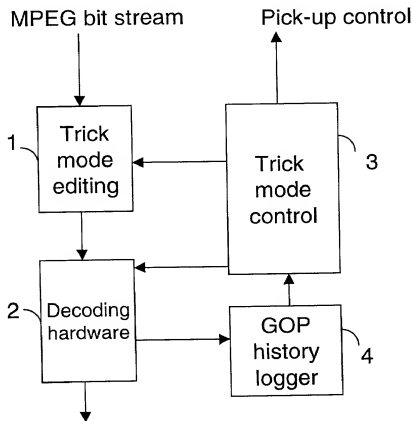 MPEG bit stream
Pick-up control
1
Trick
mode
editing
Trick
mode
control
3
2
Decoding
hardware
GOP
history
logger
4